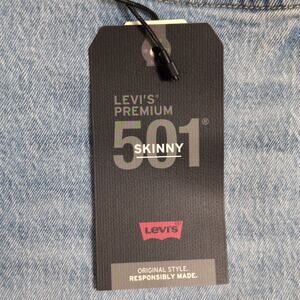 LEVI'S®
PREMIUM
501®
SKINNY
Levi's
ORIGINAL STYLE.
RESPONSIBLY MADE.